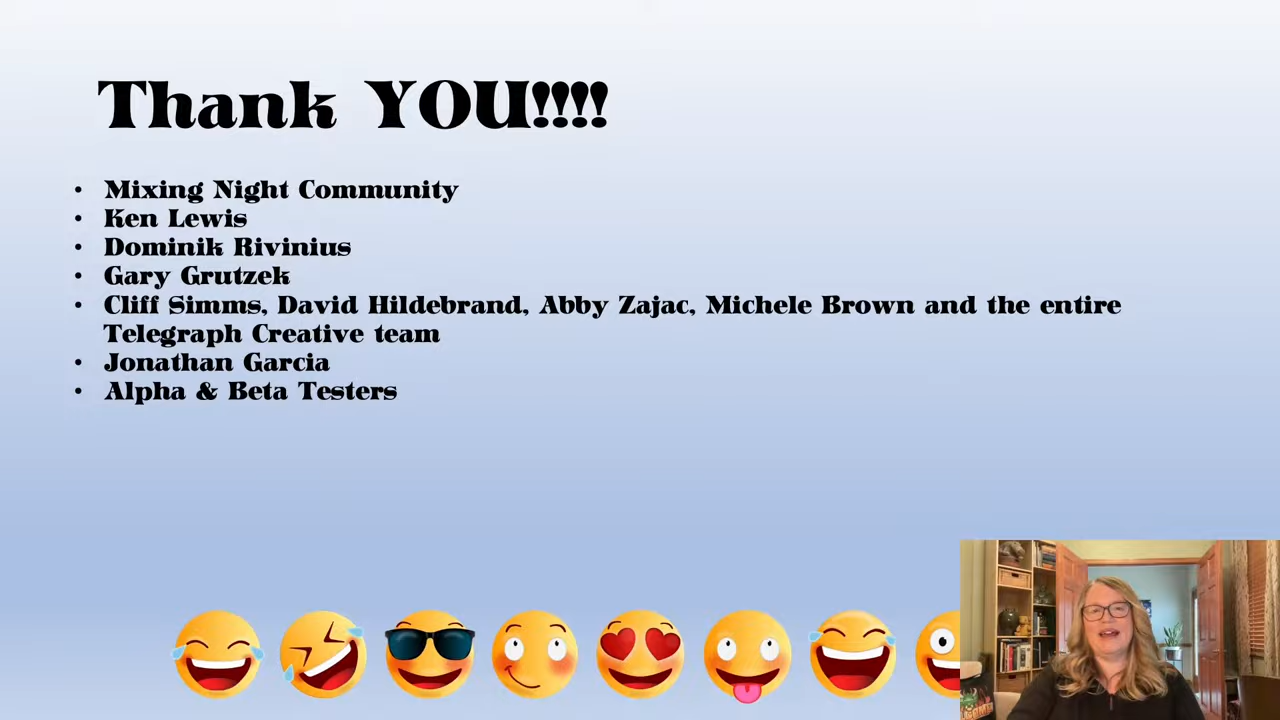 Thank YOU!!!!
• Mixing Night Community
• Ken Lewis
• Dominik Rivinius
• Gary Grutzek
• Cliff Simms, David Hildebrand, Abby Zajac, Michele Brown and the entire
Telegraph Creative team
• Jonathan Garcia
• Alpha & Beta Testers